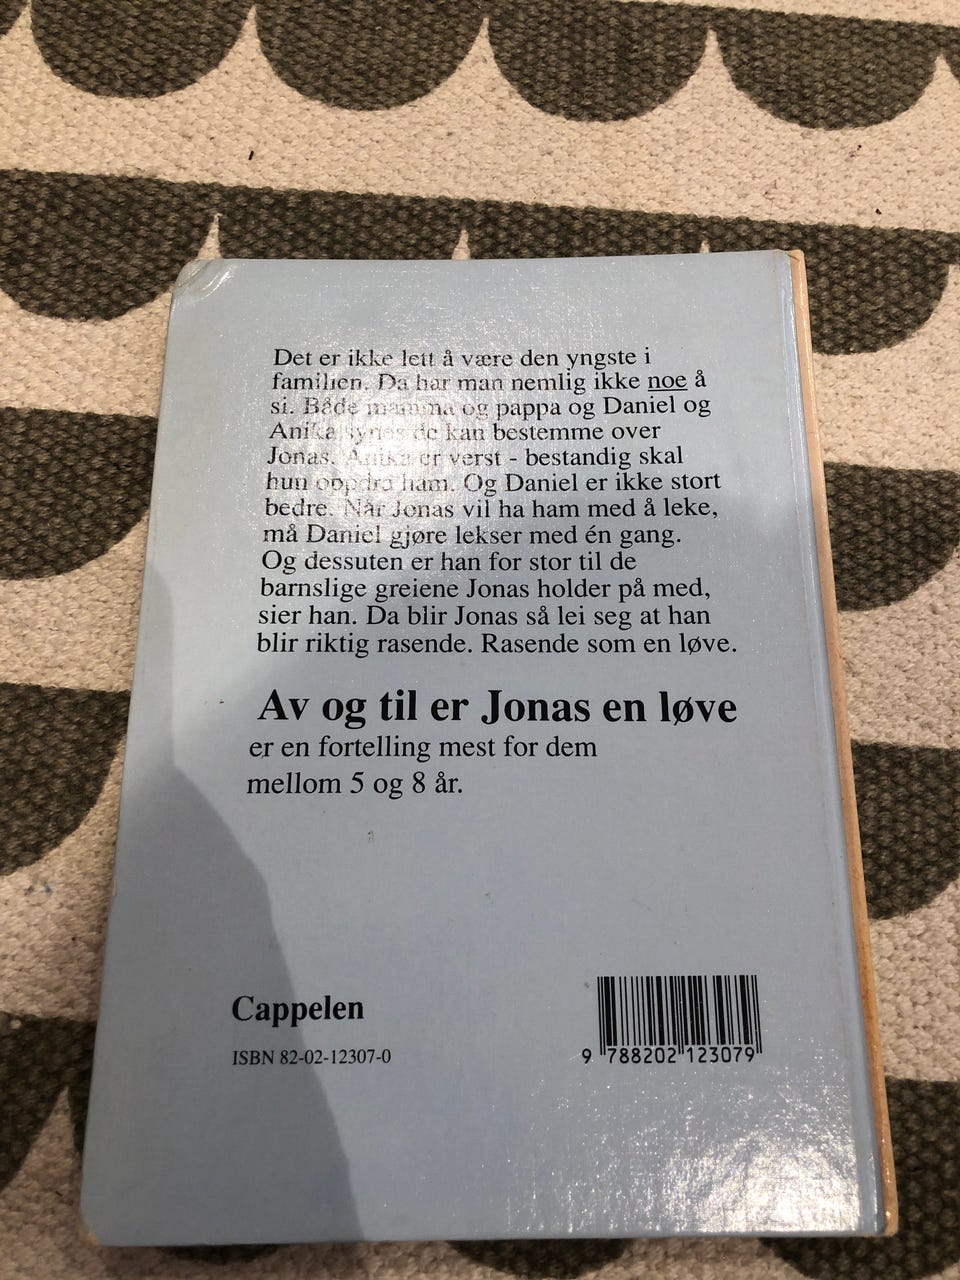 Det er ikke lett å være den yngste i
familien. Da har man nemlig ikke noe å
si. Både mamma og pappa og Daniel og
Anika synes de kan bestemme over
Jonas. Anika er verst - bestandig skal
hun oppdra ham. Og Daniel er ikke stort
bedre. Når Jonas vil ha ham med å leke,
må Daniel gjøre lekser med én gang.
Og dessuten er han for stor til de
barnslige greiene Jonas holder på med,
sier han. Da blir Jonas så lei seg at han
blir riktig rasende. Rasende som en løve.
Av og til er Jonas en løve
er en fortelling mest for dem
mellom 5 og 8 år.
Cappelen
ISBN 82-02-12307-0
9 788202 123079